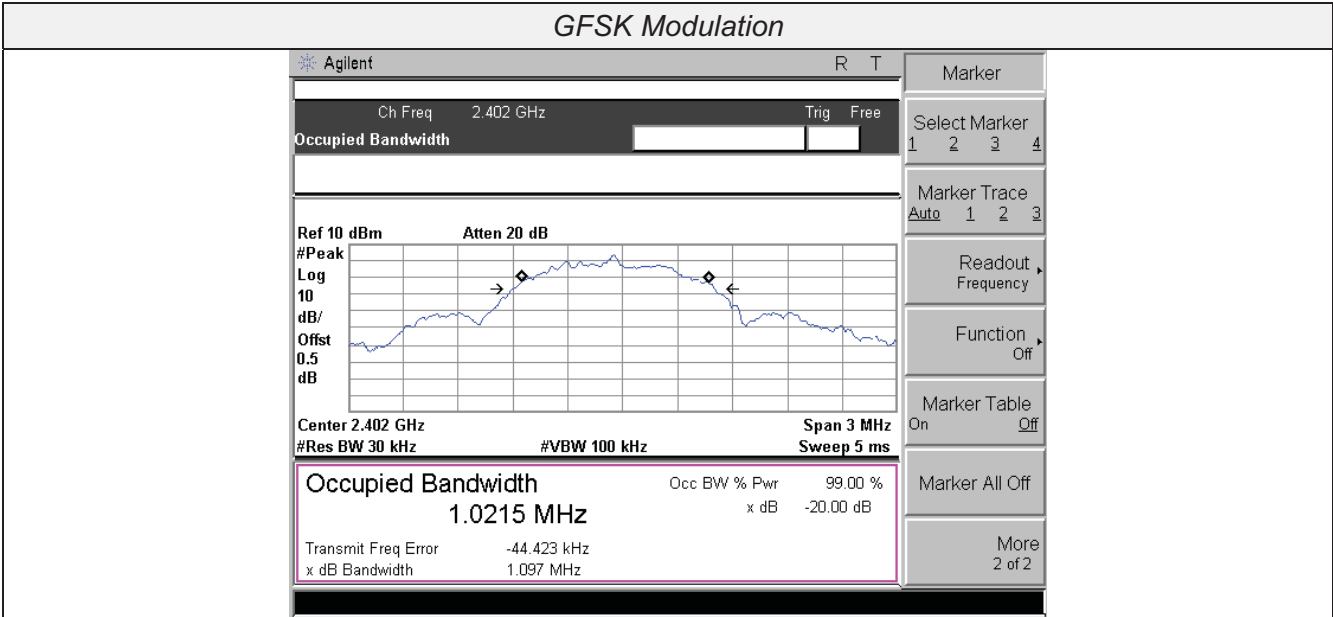 GFSK Modulation
Agilent R T
Ch Freq 2.402 GHz Trig Free
Occupied Bandwidth
Ref 10 dBm Atten 20 dB
#Peak
Log
10
dB/
Offst
0.5
dB
Center 2.402 GHz Span 3 MHz
#Res BW 30 kHz #VBW 100 kHz Sweep 5 ms
Occupied Bandwidth Occ BW % Pwr 99.00 %
1.0215 MHz x dB -20.00 dB
Transmit Freq Error -44.423 kHz
x dB Bandwidth 1.097 MHz
Marker
Select Marker
1 2 3 4
Marker Trace
Auto 1 2 3
Readout
Frequency
Function
Off
Marker Table
On Off
Marker All Off
More
2 of 2